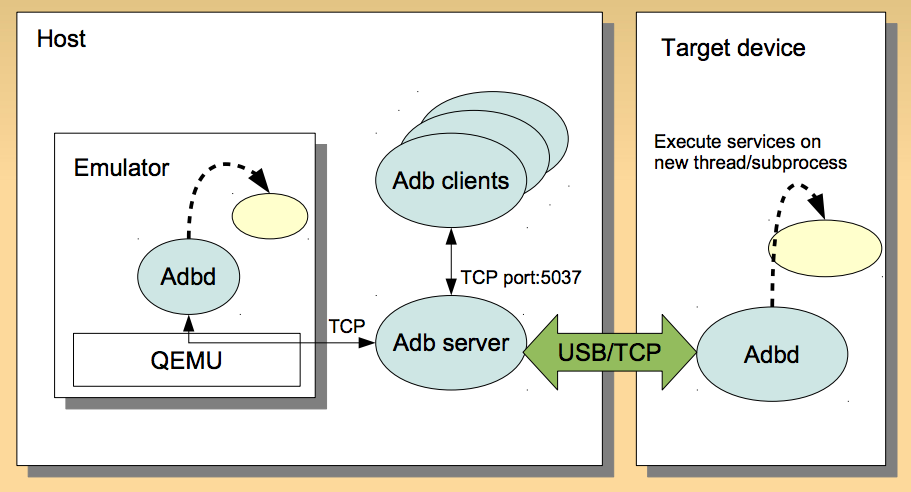 Host
Target device
Emulator
Adb clients
Execute services on
new thread/subprocess
Adbd
TCP port:5037
TCP
QEMU
Adb server
USB/TCP
Adbd